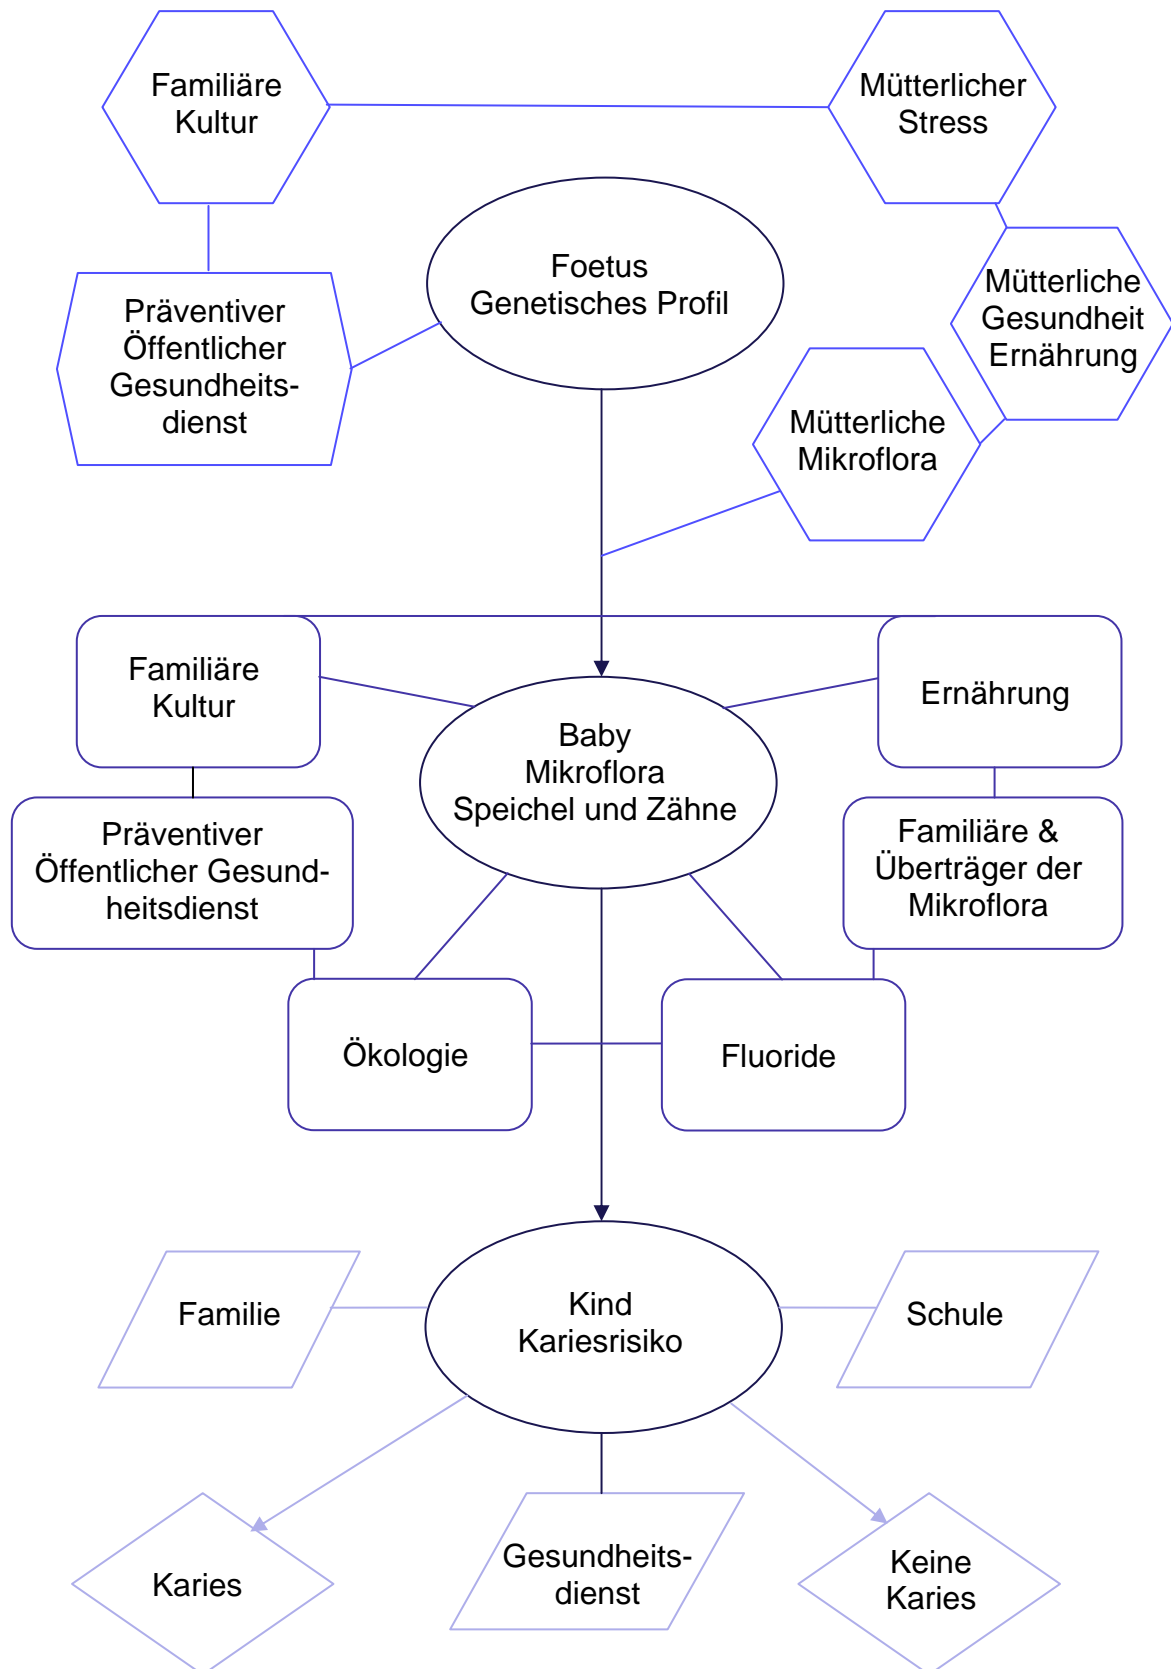 Familiäre
Kultur
Mütterlicher
Stress
Foetus
Genetisches Profil
Mütterliche
Gesundheit
Ernährung
Präventiver
Öffentlicher
Gesundheits-
dienst
Mütterliche
Mikroflora
Familiäre
Kultur
Ernährung
Baby
Mikroflora
Speichel und Zähne
Präventiver
Öffentlicher Gesund-
heitsdienst
Familiäre &
Überträger der
Mikroflora
Ökologie
Fluoride
Familie
Kind
Kariesrisiko
Schule
Karies
Gesundheits-
dienst
Keine
Karies